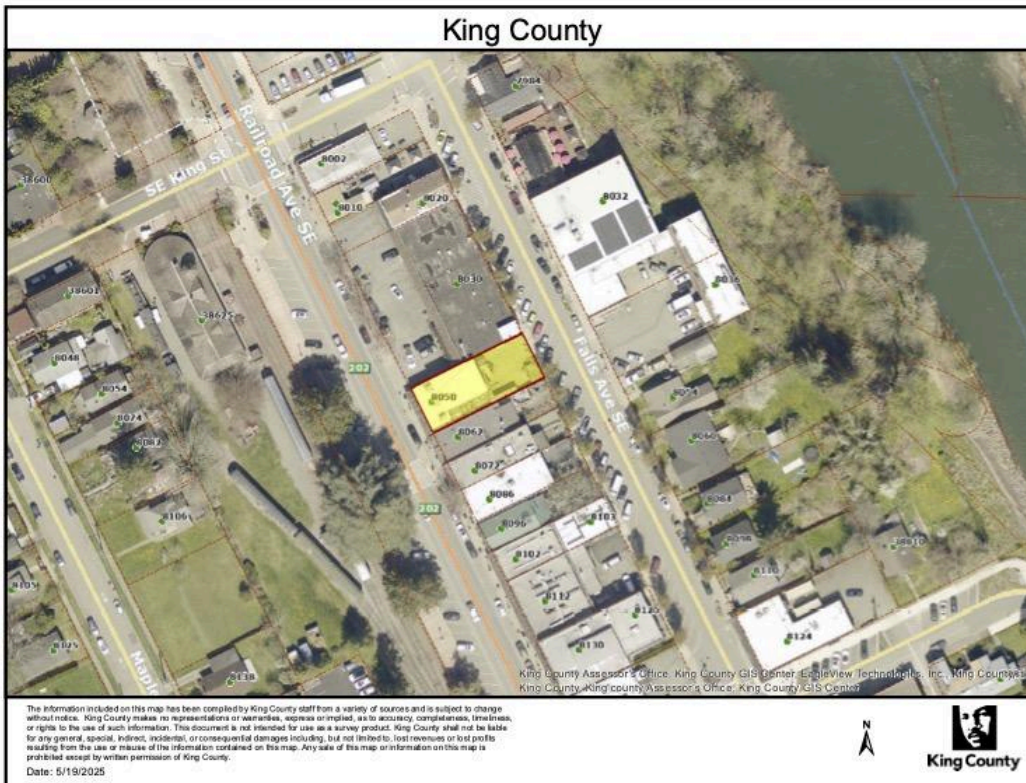 King County
7984
Railroad Ave SE
8002
SE King St
38600
8032
8010
8020
8030
8036
38601
38625
8048
202
Falls Ave SE
8054
8050
8054
8074
8062
8060
8082
8072
8086
8084
202
8106
8096
8103
8098
38810
8102
8110
8105
8112
8125
8125
8124
8130
Maple
8138
King County Assessor's Office, King County GIS Center, EagleView Technologies, Inc., King County
King County, King county Assessor's Office, King County GIS Center
The information included on this map has been compiled by King County staff from a variety of sources and is subject to change
without notice. King County makes no representations or warranties, express or implied, as to accuracy, completeness, timeliness,
or rights to the use of such information. This document is not intended for use as a survey product. King County shall not be liable
for any general, special, indirect, incidental, or consequential damages including, but not limited to, lost revenues or lost profits
resulting from the use or misuse of the information contained on this map. Any sale of this map or information on this map is
prohibited except by written permission of King County.
Date: 5/19/2025
N
King County